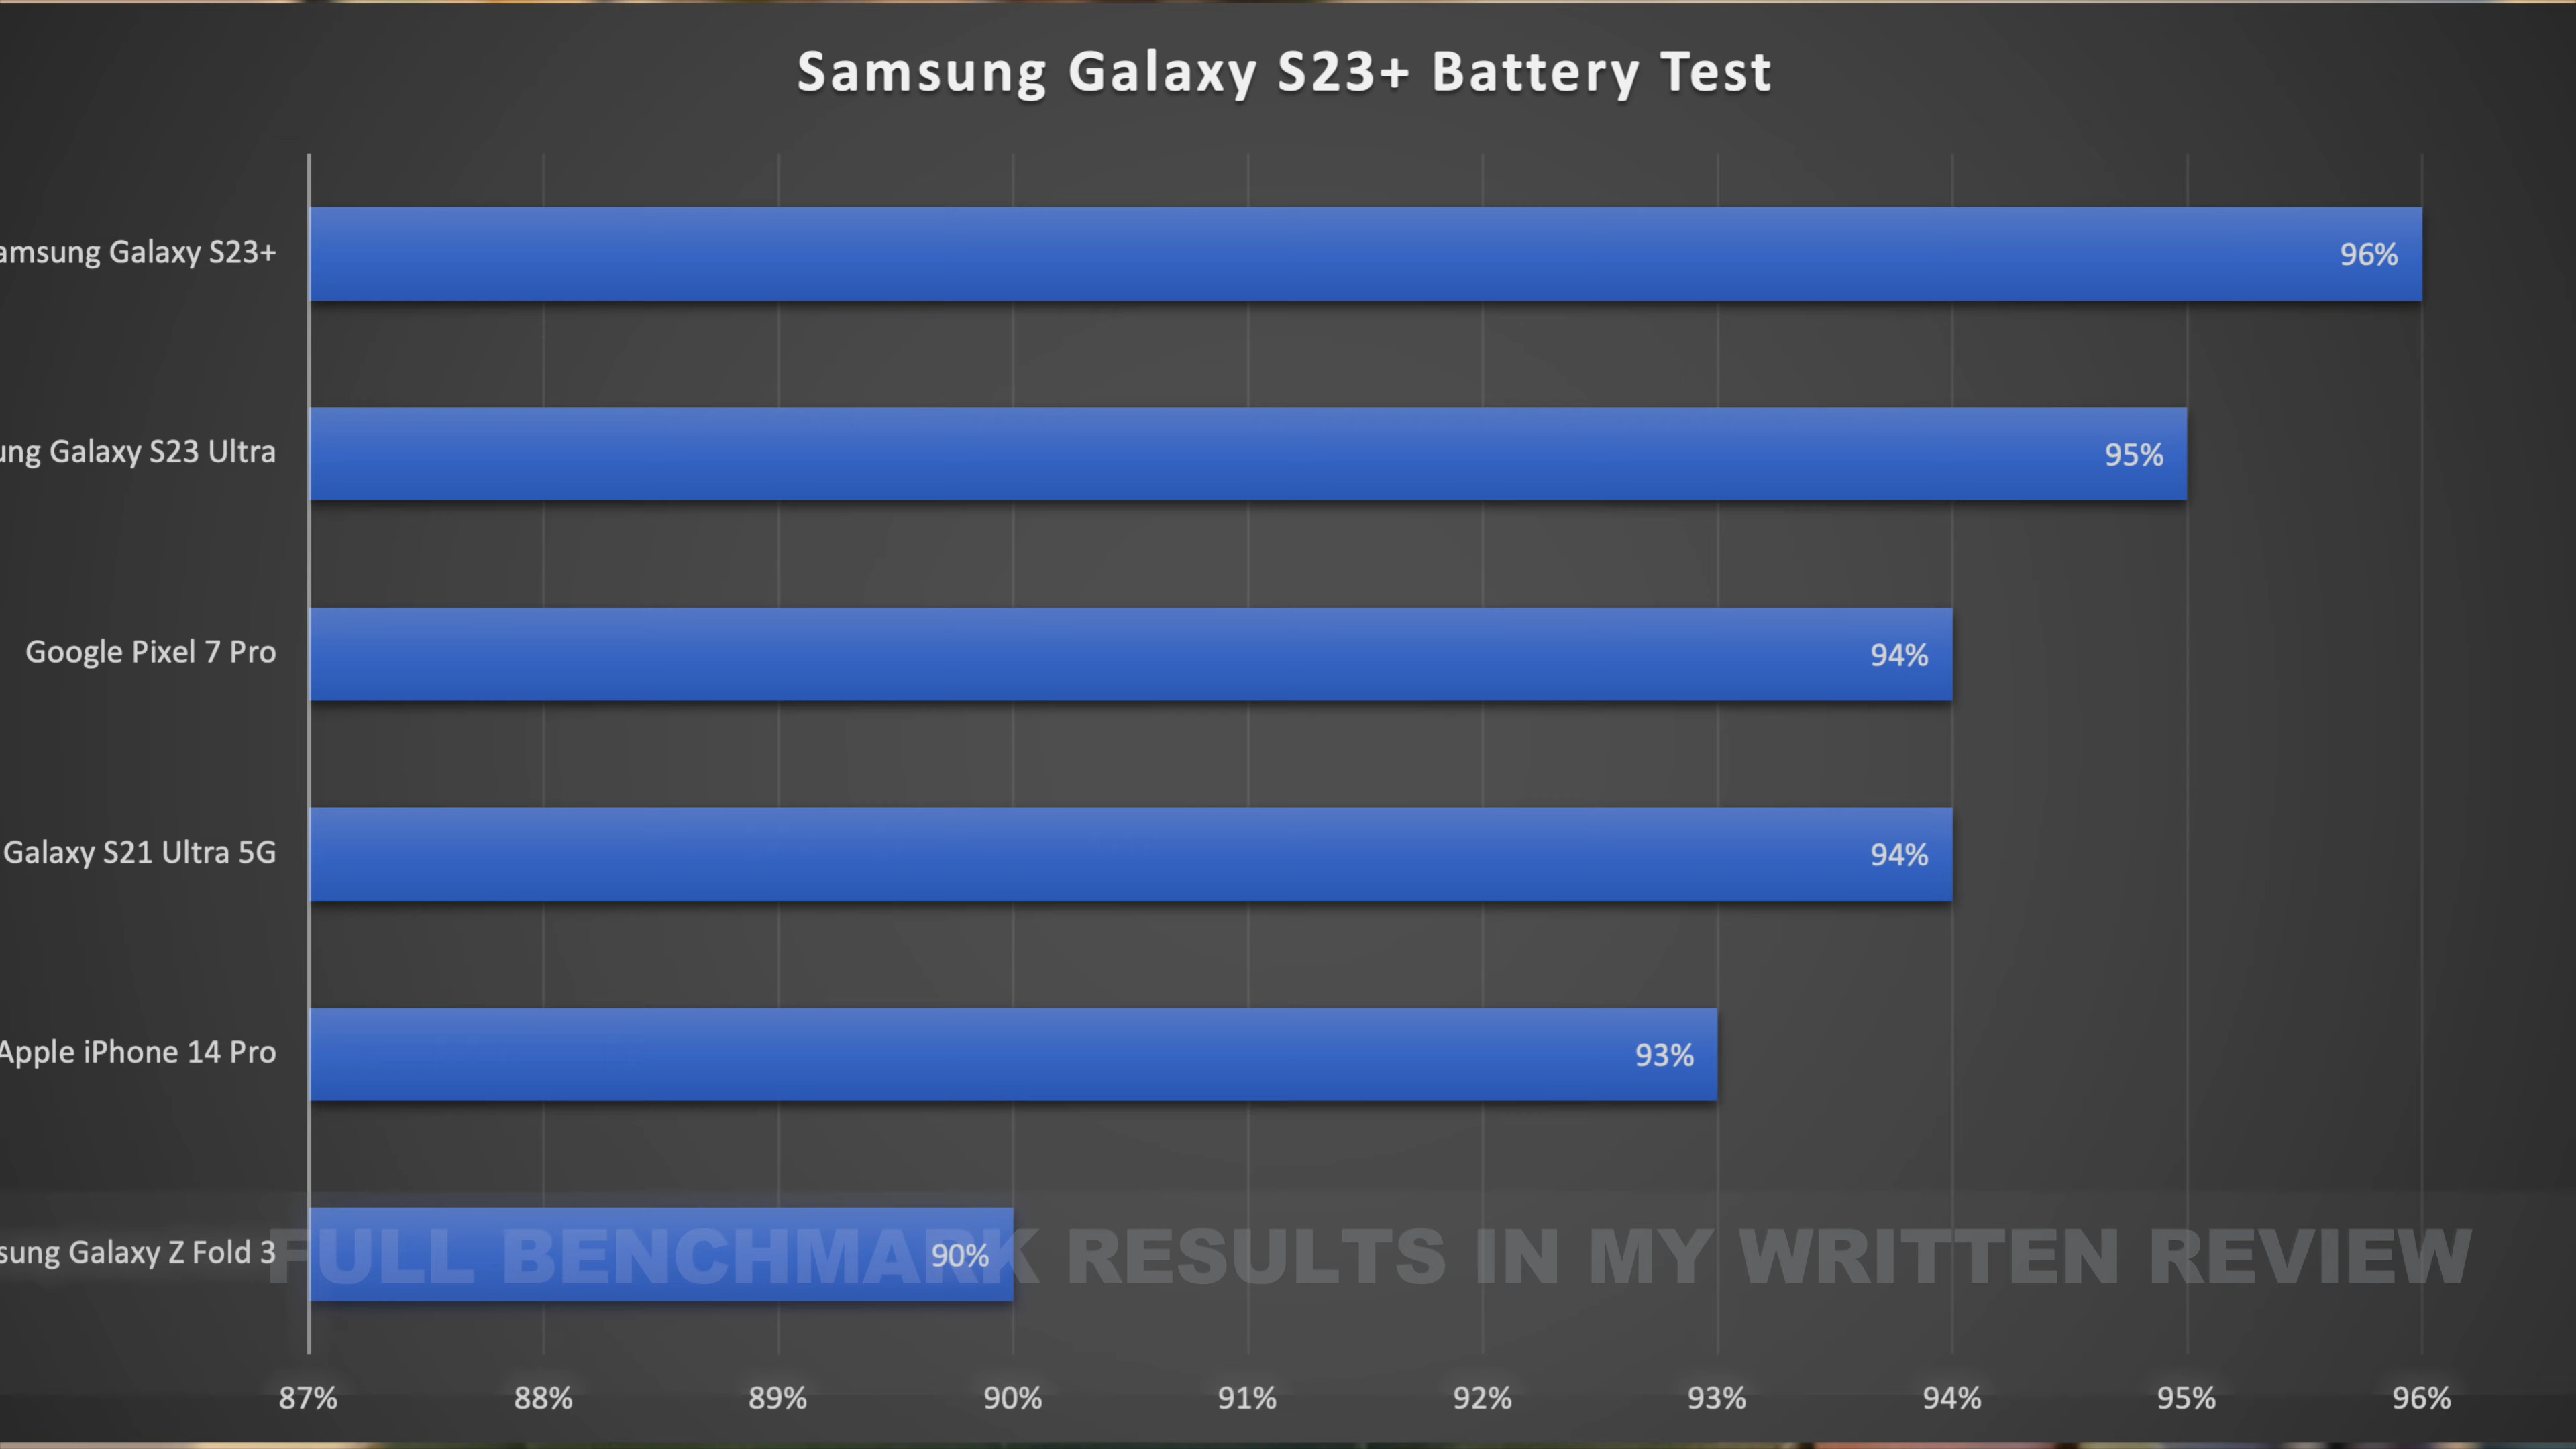 Samsung Galaxy S23+ Battery Test
amsung Galaxy S23+
96%
ung Galaxy S23 Ultra
95%
Google Pixel 7 Pro
94%
Galaxy S21 Ultra 5G
94%
Apple iPhone 14 Pro
93%
sung Galaxy Z Fold 3
90%
FULL BENCHMARK RESULTS IN MY WRITTEN REVIEW
87% 88% 89% 90% 91% 92% 93% 94% 95% 96%